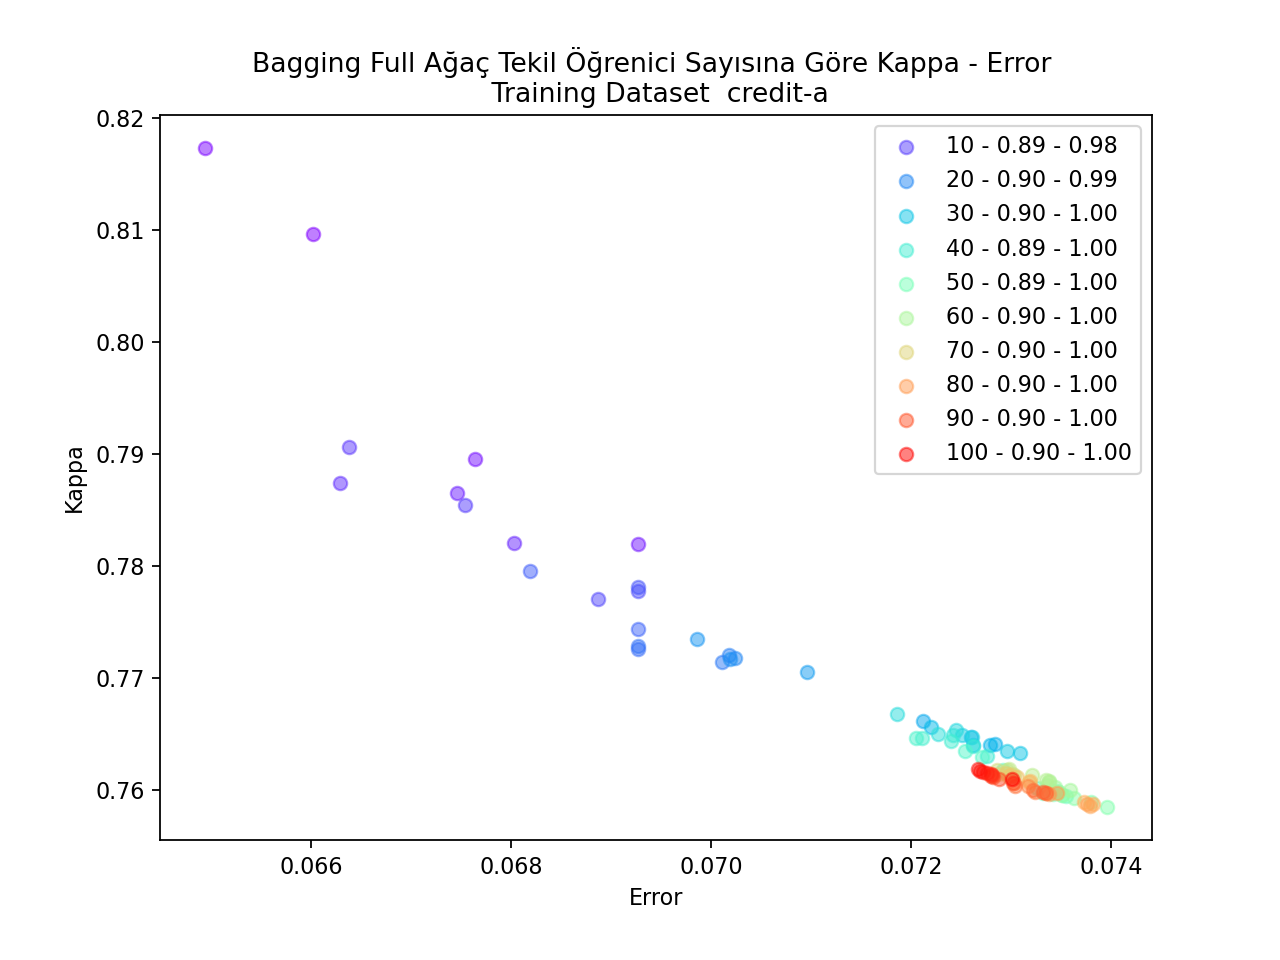 Bagging Full Ağaç Tekil Öğrenici Sayısına Göre Kappa - Error
Training Dataset  credit-a
0.82
0.81
0.80
0.79
0.78
0.77
0.76
Kappa
10 - 0.89 - 0.98
20 - 0.90 - 0.99
30 - 0.90 - 1.00
40 - 0.89 - 1.00
50 - 0.89 - 1.00
60 - 0.90 - 1.00
70 - 0.90 - 1.00
80 - 0.90 - 1.00
90 - 0.90 - 1.00
100 - 0.90 - 1.00
0.066 0.068 0.070 0.072 0.074
Error